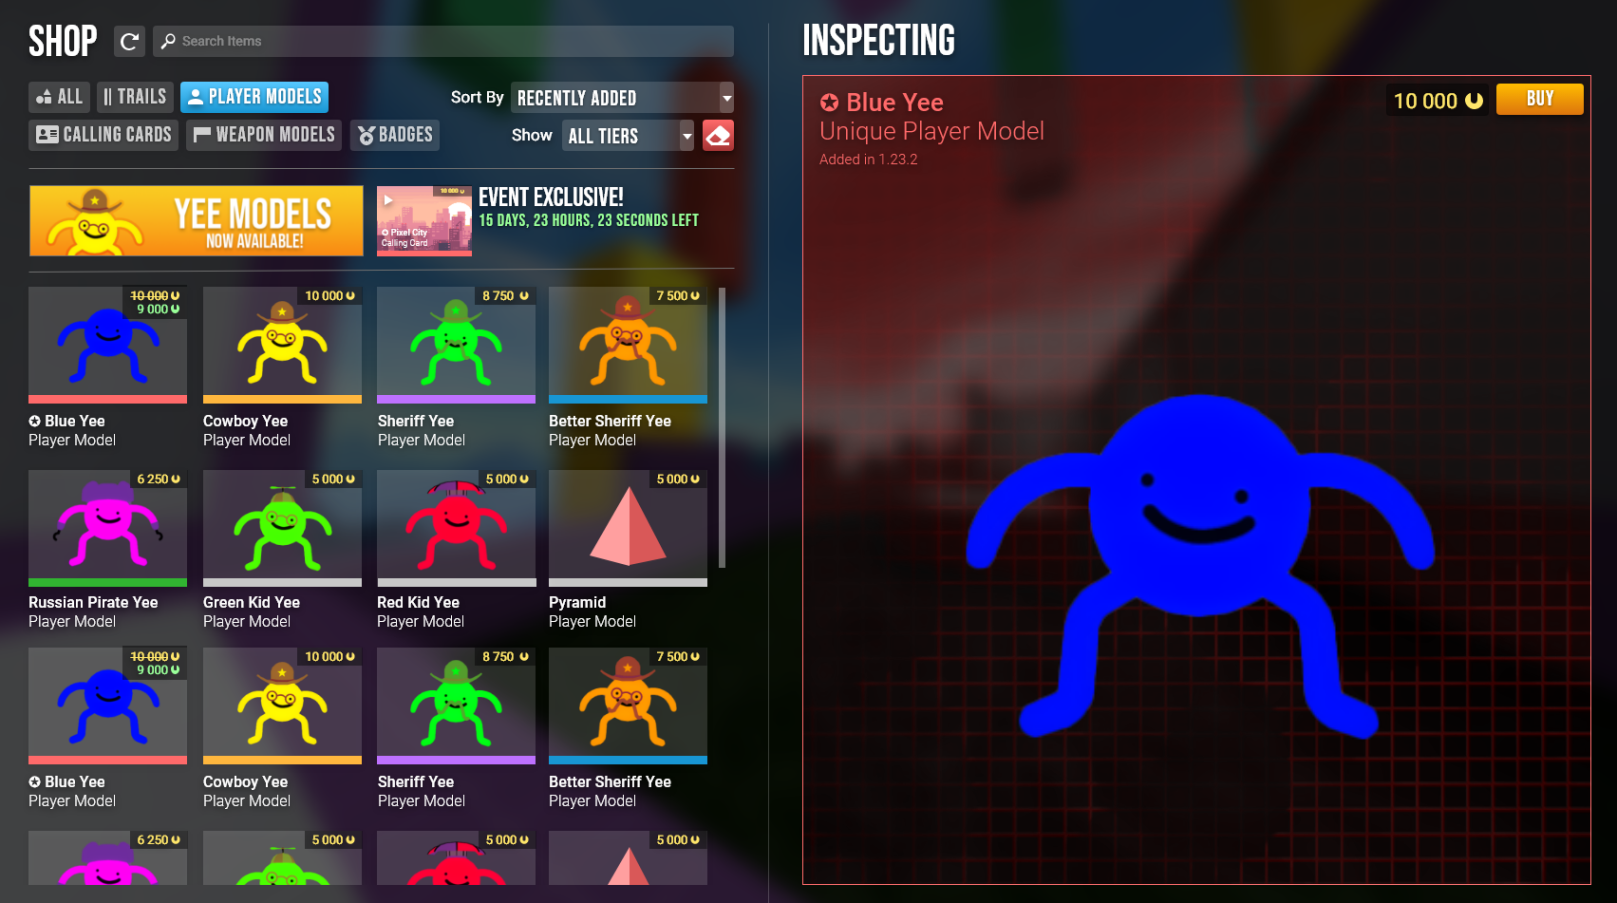 SHOP
Search Items
ALL
TRAILS
PLAYER MODELS
Sort By
RECENTLY ADDED
CALLING CARDS
WEAPON MODELS
BADGES
Show
ALL TIERS
YEE MODELS
NOW AVAILABLE!
10 000
Pixel City
Calling Card
EVENT EXCLUSIVE!
15 DAYS, 23 HOURS, 23 SECONDS LEFT
10 000
9 000
10 000
8 750
7 500
Blue Yee
Player Model
Cowboy Yee
Player Model
Sheriff Yee
Player Model
Better Sheriff Yee
Player Model
6 250
5 000
5 000
5 000
Russian Pirate Yee
Player Model
Green Kid Yee
Player Model
Red Kid Yee
Player Model
Pyramid
Player Model
10 000
9 000
10 000
8 750
7 500
Blue Yee
Player Model
Cowboy Yee
Player Model
Sheriff Yee
Player Model
Better Sheriff Yee
Player Model
6 250
5 000
5 000
5 000
INSPECTING
Blue Yee
Unique Player Model
Added in 1.23.2
10 000
BUY